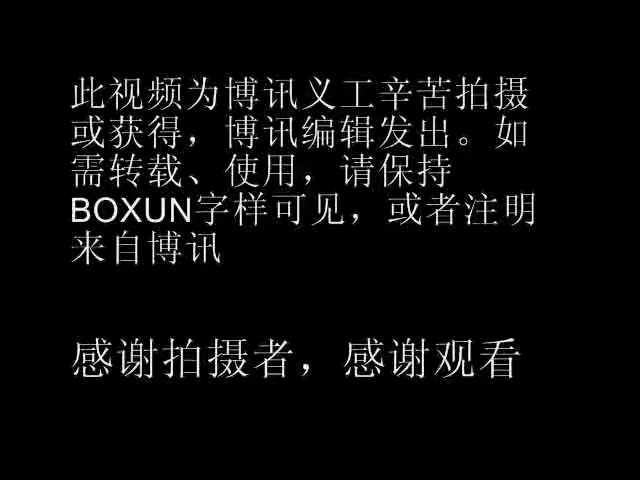 此视频为博讯义工辛苦拍摄
或获得，博讯编辑发出。如
需转载、使用，请保持
BOXUN字样可见，或者注明
来自博讯
感谢拍摄者，感谢观看